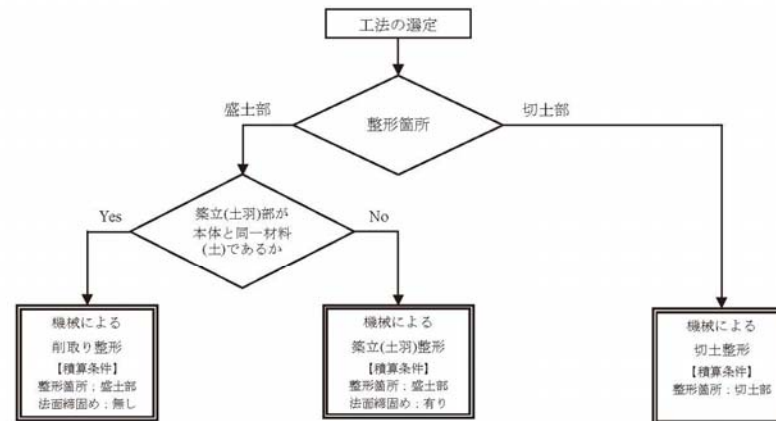 工法の選定
整形箇所
盛土部
切土部
築立(土羽)部が
本体と同一材料
(土)であるか
Yes
No
機械による
削取り整形
【積算条件】
整形箇所：盛土部
法面締固め：無し
機械による
築立(土羽)整形
【積算条件】
整形箇所：盛土部
法面締固め：有り
機械による
切土整形
【積算条件】
整形箇所：切土部